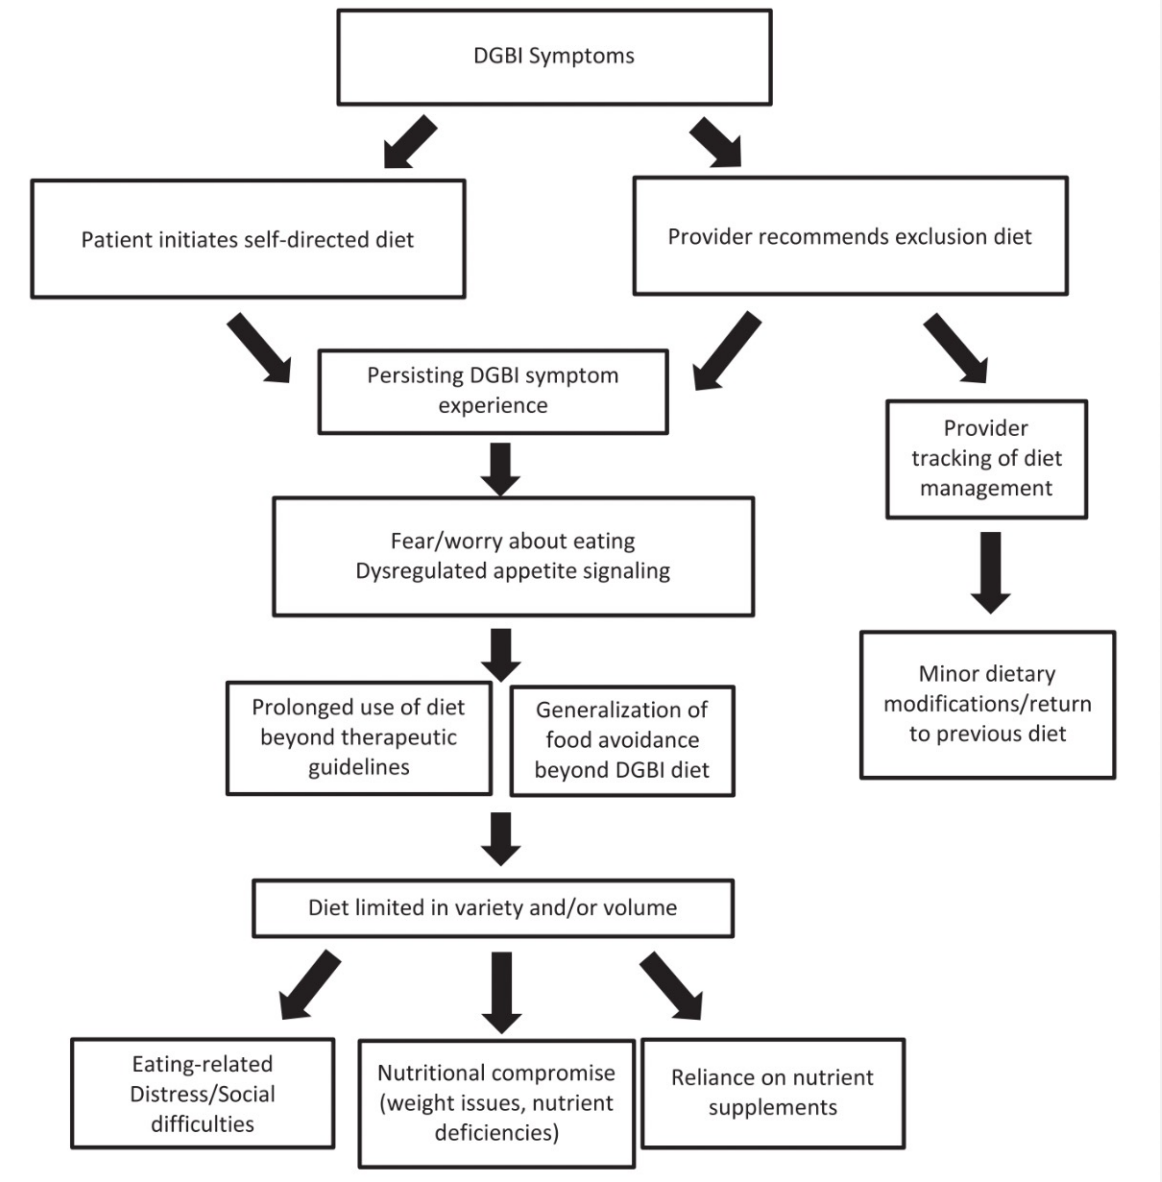 DGBI Symptoms
Patient initiates self-directed diet
Provider recommends exclusion diet
Persisting DGBI symptom
experience
Provider
tracking of diet
management
Fear/worry about eating
Dysregulated appetite signaling
Minor dietary
modifications/return
to previous diet
Prolonged use of diet
beyond therapeutic
guidelines
Generalization of
food avoidance
beyond DGBI diet
Diet limited in variety and/or volume
Eating-related
Distress/Social
difficulties
Nutritional compromise
(weight issues, nutrient
deficiencies)
Reliance on nutrient
supplements